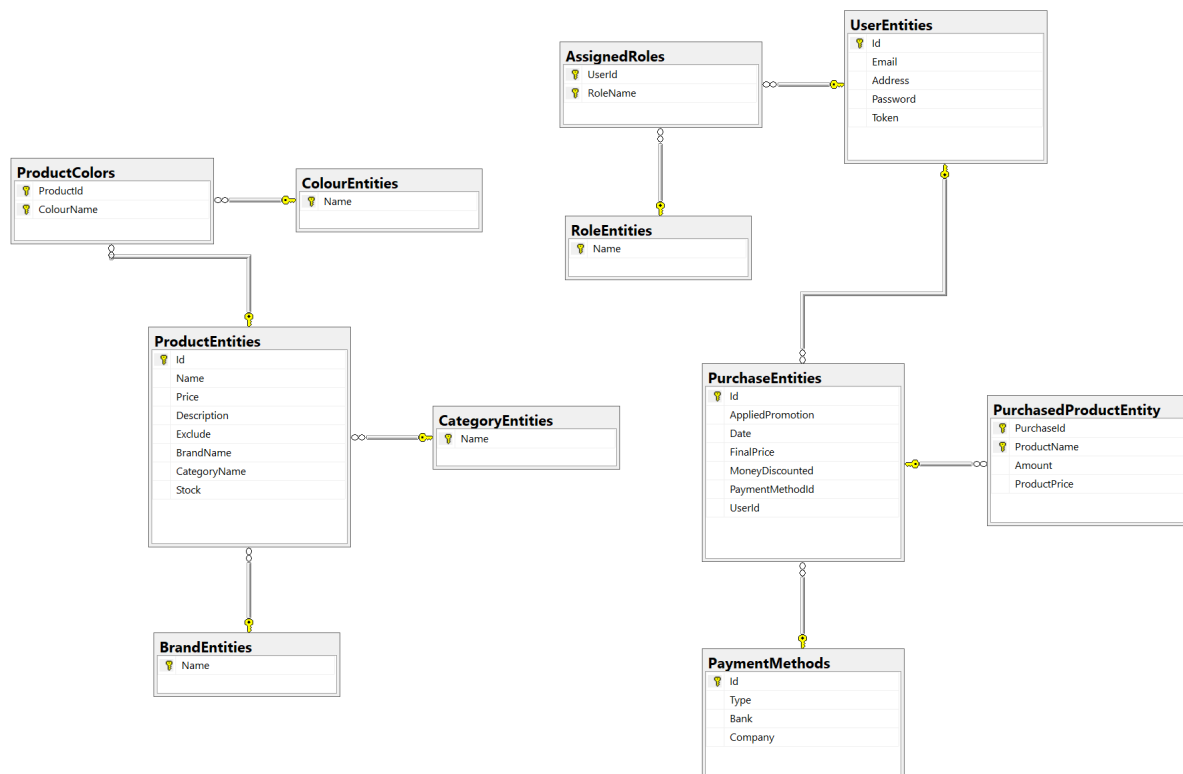 UserEntities
Id
Email
Address
Password
Token
AssignedRoles
UserId
RoleName
ProductColors
ProductId
ColourName
ColourEntities
Name
RoleEntities
Name
ProductEntities
Id
Name
Price
Description
Exclude
BrandName
CategoryName
Stock
CategoryEntities
Name
PurchaseEntities
Id
AppliedPromotion
Date
FinalPrice
MoneyDiscounted
PaymentMethodId
UserId
PurchasedProductEntity
PurchaseId
ProductName
Amount
ProductPrice
BrandEntities
Name
PaymentMethods
Id
Type
Bank
Company